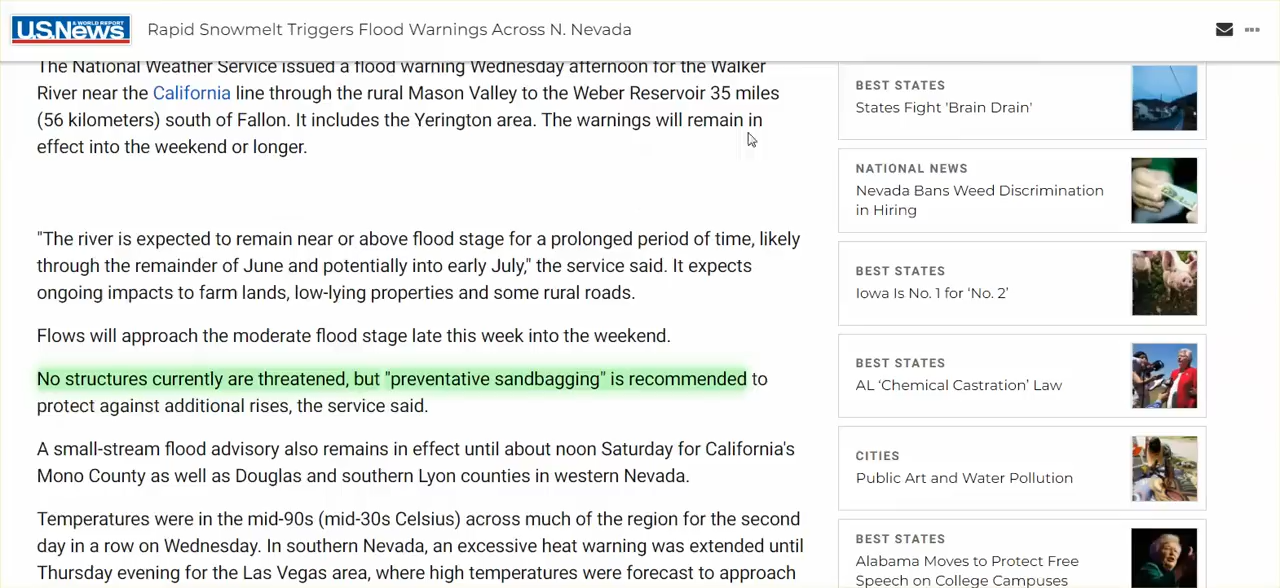 U.S.News & WORLD REPORT
Rapid Snowmelt Triggers Flood Warnings Across N. Nevada
The National Weather Service issued a flood warning Wednesday afternoon for the Walker
River near the California line through the rural Mason Valley to the Weber Reservoir 35 miles
(56 kilometers) south of Fallon. It includes the Yerington area. The warnings will remain in
effect into the weekend or longer.
"The river is expected to remain near or above flood stage for a prolonged period of time, likely
through the remainder of June and potentially into early July," the service said. It expects
ongoing impacts to farm lands, low-lying properties and some rural roads.
Flows will approach the moderate flood stage late this week into the weekend.
No structures currently are threatened, but "preventative sandbagging" is recommended to
protect against additional rises, the service said.
A small-stream flood advisory also remains in effect until about noon Saturday for California's
Mono County as well as Douglas and southern Lyon counties in western Nevada.
Temperatures were in the mid-90s (mid-30s Celsius) across much of the region for the second
day in a row on Wednesday. In southern Nevada, an excessive heat warning was extended until
Thursday evening for the Las Vegas area, where high temperatures were forecast to approach
BEST STATES
States Fight 'Brain Drain'
NATIONAL NEWS
Nevada Bans Weed Discrimination
in Hiring
BEST STATES
Iowa Is No. 1 for ‘No. 2’
BEST STATES
AL ‘Chemical Castration’ Law
CITIES
Public Art and Water Pollution
BEST STATES
Alabama Moves to Protect Free
Speech on College Campuses